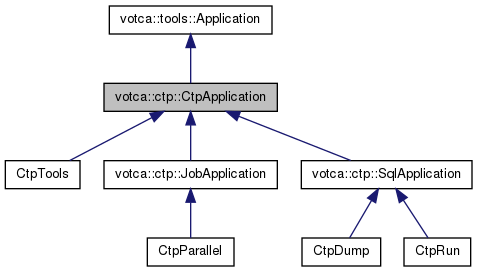 votca::tools::Application
votca::ctp::CtpApplication
CtpTools
votca::ctp::JobApplication
votca::ctp::SqlApplication
CtpParallel
CtpDump
CtpRun